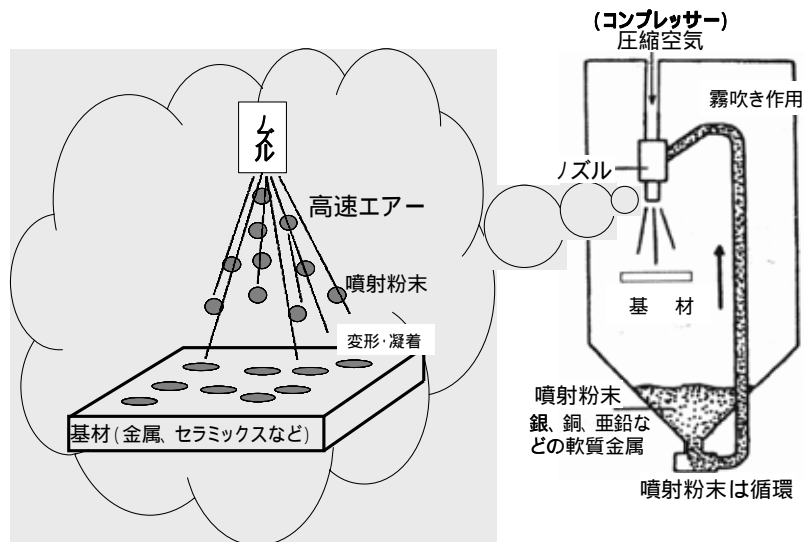 ノズル
高速エアー
噴射粉末
変形・凝着
基材(金属、セラミックスなど)
(コンプレッサー)
圧縮空気
霧吹き作用
ノズル
基 材
噴射粉末
銀、銅、亜鉛な
どの軟質金属
噴射粉末は循環